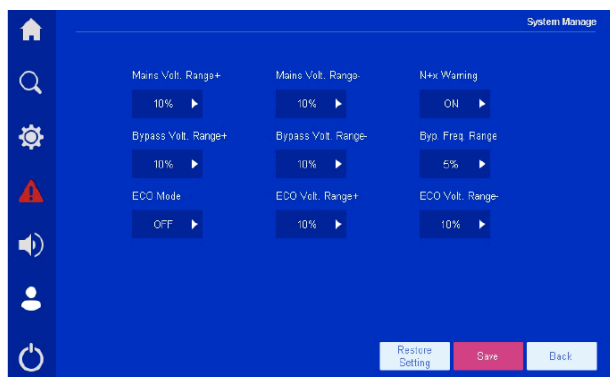 System Manage
Mains Volt. Range+ Mains Volt. Range- N+x Warning
10% 10% ON
Bypass Volt. Range+ Bypass Volt. Range- Byp. Freq. Range
10% 10% 5%
ECO Mode ECO Volt. Range+ ECO Volt. Range-
OFF 10% 10%
Restore
Setting
Save
Back